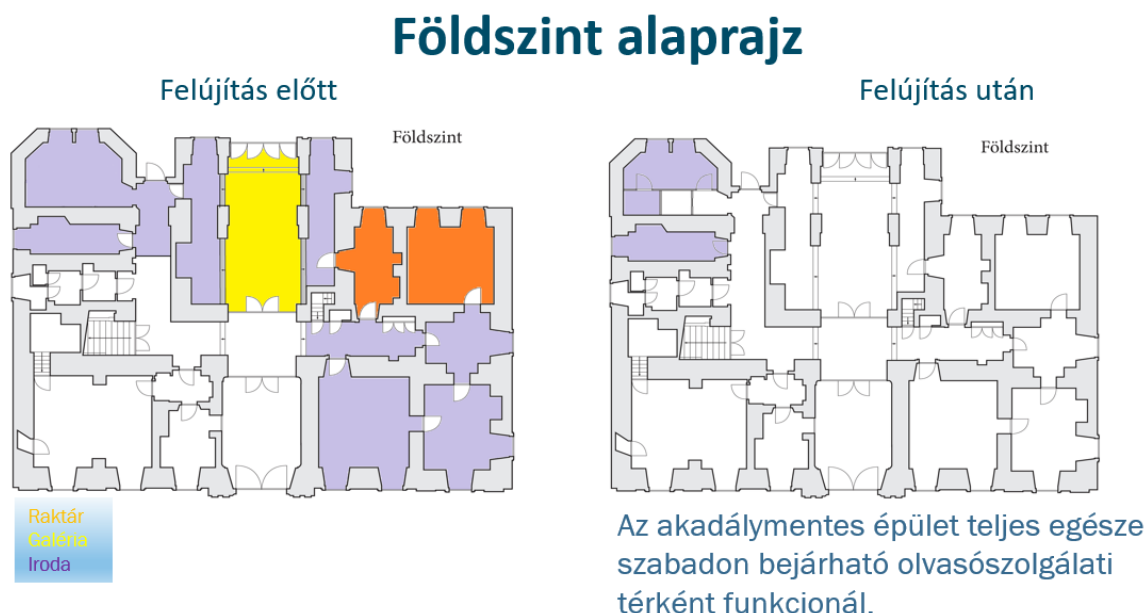 Földszint alaprajz
Felújítás előtt
Felújítás után
Földszint
Földszint
Raktár
Galéria
Iroda
Az akadálymentes épület teljes egésze
szabadon bejárható olvasószolgálati
térként funkcionál.